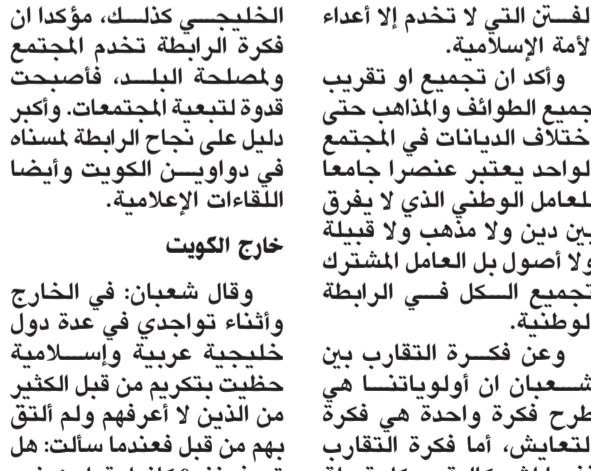 لفتن التي لا تخدم إلا أعداء
لأمة الإسلامية.
وأكد ان تجميع او تقريب
جميع الطوائف والمذاهب حتى
ختلاف الديانات في المجتمع
لواحد يعتبر عنصرا جامعا
للعامل الوطني الذي لا يفرق
بين دين ولا مذهب ولا قبيلة
ولا أصول بل العامل المشترك
تجميع الكل في الرابطة
لوطنية.
وعن فكرة التقارب بين
شعبان ان أولوياتنا هي
طرح فكرة واحدة هي فكرة
لتعايش، أما فكرة التقارب
الخليجي كذلك، مؤكدا ان
فكرة الرابطة تخدم المجتمع
ولمصلحة البلد، فأصبحت
قدوة لتبعية المجتمعات. وأكبر
دليل على نجاح الرابطة لمسناه
في دواوين الكويت وأيضا
اللقاءات الإعلامية.
خارج الكويت
وقال شعبان: في الخارج
وأثناء تواجدي في عدة دول
خليجية عربية وإسلامية
حظيت بتكريم من قبل الكثير
من الذين لا أعرفهم ولم ألتق
بهم من قبل فعندما سألت: هل